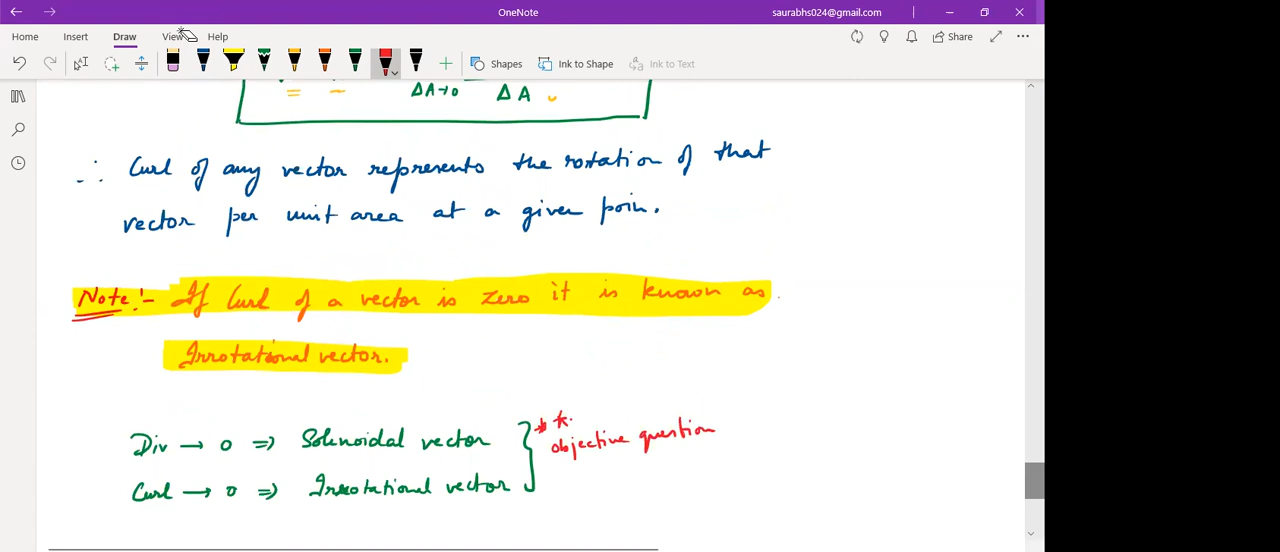 OneNote
saurabhs024@gmail.com
Home Insert Draw View Help
Share
Shapes Ink to Shape Ink to Text
ΔA→0 ΔA
∴ Curl of any vector represents the rotation of that
vector per unit area at a given poin.
Note:- If Curl of a vector is zero it is known as
Irrotational vector.
Div → 0 ⇒ Solenoidal vector
**
objective question
Curl → 0 ⇒ Irrotational vector